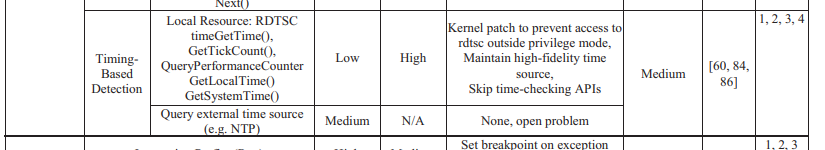 Next()
Timing-
Based
Detection
Local Resource: RDTSC
timeGetTime(),
GetTickCount(),
QueryPerformanceCounter
GetLocalTime()
GetSystemTime()
Low
High
Kernel patch to prevent access to
rdtsc outside privilege mode,
Maintain high-fidelity time
source,
Skip time-checking APIs
Medium
[60, 84,
86]
1, 2, 3, 4
Query external time source
(e.g. NTP)
Medium
N/A
None, open problem
Set breakpoint on exception
1, 2, 3